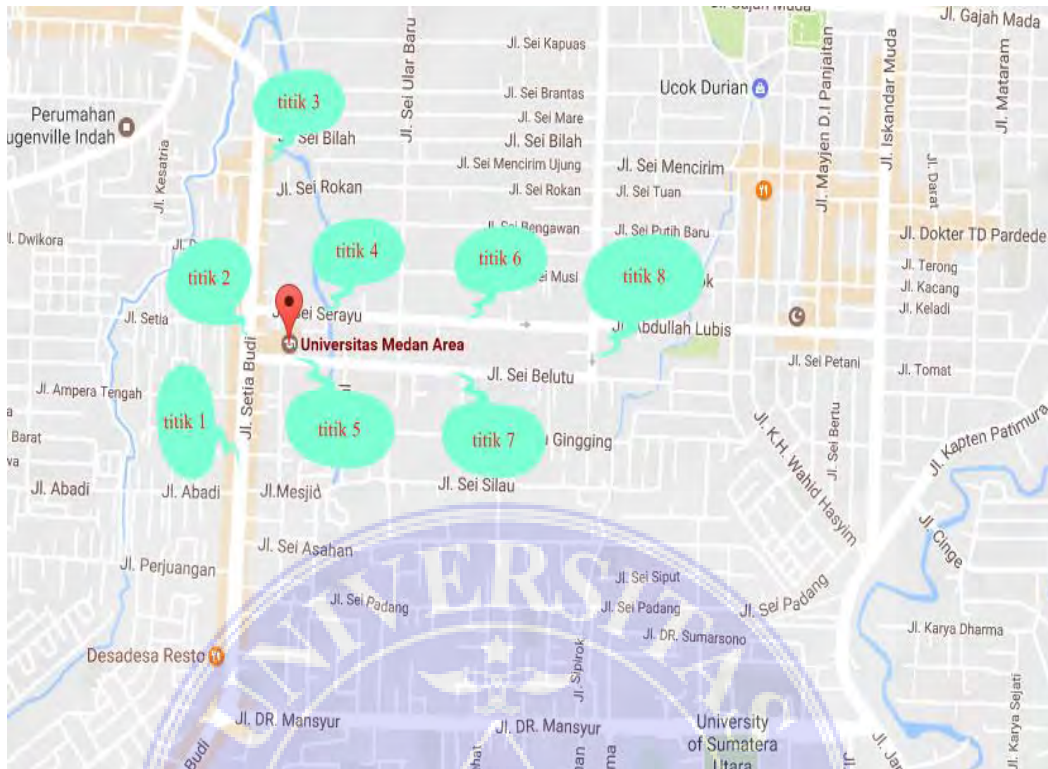 Jl. Gajah Mada
Jl. Gajah Mada
Jl. Sei Kapuas
Jl. Sei Ular Baru
Jl. Iskandar Muda
Jl. Mataram
Ucok Durian
Jl. Mayjen D.I Panjaitan
titik 3
Jl. Sei Brantas
Perumahan
ugenville Indah
Jl. Sei Mare
Sei Bilah
Jl. Sei Bilah
Jl. Sei Mencirim Ujung
Jl. Sei Mencirim
Jl. Kesatria
Jl. Sei Rokan
Jl. Sei Rokan
Jl. Sei Tuan
Jl. Darat
Jl. Sei Bengawan
Jl. Sei Putih Baru
Jl. Dokter TD Pardede
l. Dwikora
titik 4
titik 6
titik 2
titik 8
ei Musi
Jl. Terong
Jl. Kacang
Jl. Keladi
Jl. Setia
Sei Serayu
Abdullah Lubis
Universitas Medan Area
Jl. Setia Budi
Jl. Sei Belutu
Jl. Sei Petani
Jl. Tomat
Jl. Ampera Tengah
titik 1
titik 5
titik 7
Gingging
Barat
wa
Jl. K.H. Wahid Hasyim
Jl. Sei Bertu
Jl. Kapten Patimura
Jl. Abadi
Jl. Abadi
Jl.Mesjid
Jl. Sei Silau
Jl. Cinge
Jl. Sei Asahan
Jl. Perjuangan
Jl. Sei Siput
Jl. Sei Padang
Jl. Sei Padang
Jl. Sei Padang
Jl. DR. Sumarsono
Jl. Karya Dharma
UNIVERSITAS
Desadesa Resto
Jl. Sipirok
Jl. Karya Sejati
Jl. DR. Mansyur
Jl. DR. Mansyur
University
of Sumatera
Utara
Budi